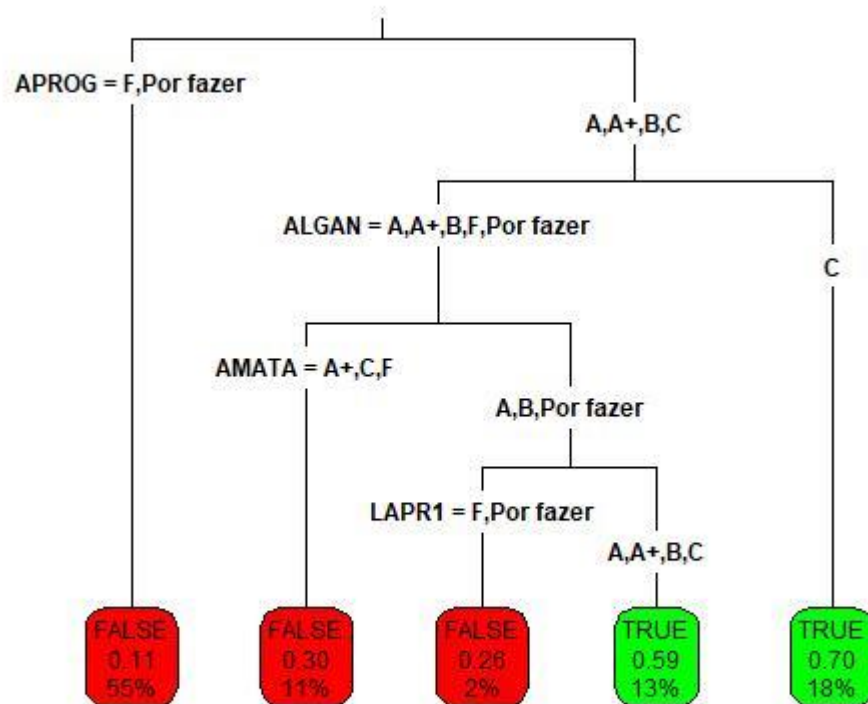 APROG = F,Por fazer
A,A+,B,C
ALGAN = A,A+,B,F,Por fazer
C
AMATA = A+,C,F
A,B,Por fazer
LAPR1 = F,Por fazer
A,A+,B,C
FALSE
0.11
55%
FALSE
0.30
11%
FALSE
0.26
2%
TRUE
0.59
13%
TRUE
0.70
18%